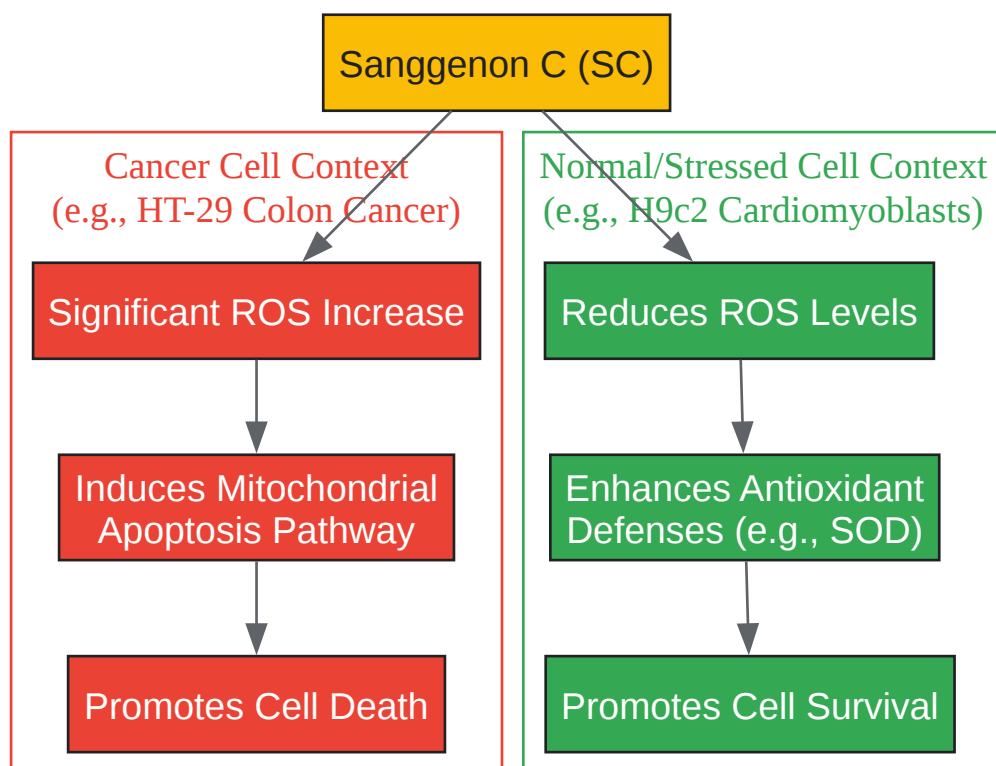 Sanggenon C (SC)
Cancer Cell Context
(e.g., HT-29 Colon Cancer)
Significant ROS Increase
Induces Mitochondrial
Apoptosis Pathway
Promotes Cell Death
Normal/Stressed Cell Context
(e.g., H9c2 Cardiomyoblasts)
Reduces ROS Levels
Enhances Antioxidant
Defenses (e.g., SOD)
Promotes Cell Survival